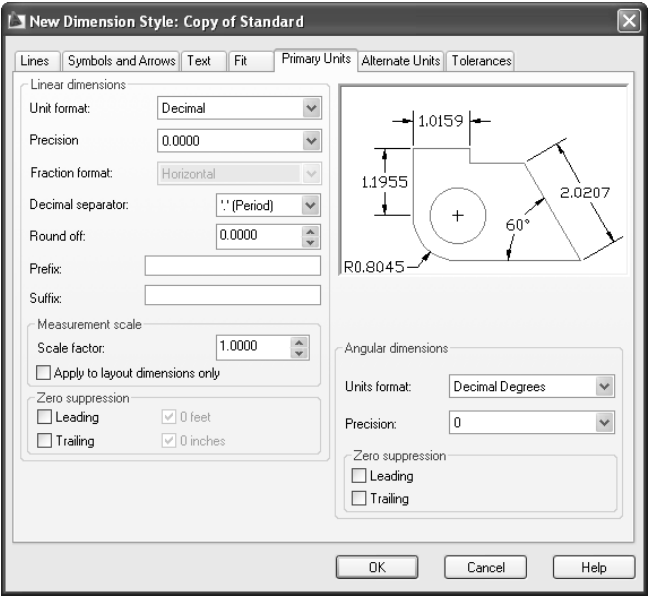 New Dimension Style: Copy of Standard
Lines Symbols and Arrows Text Fit Primary Units Alternate Units Tolerances
Linear dimensions
Unit format: Decimal
Precision 0.0000
Fraction format: Horizontal
Decimal separator: '.' (Period)
Round off: 0.0000
Prefix:
Suffix:
Measurement scale
Scale factor: 1.0000
Apply to layout dimensions only
Zero suppression
Leading 0 feet
Trailing 0 inches
1.0159
1.1955
2.0207
60°
R0.8045
Angular dimensions
Units format: Decimal Degrees
Precision: 0
Zero suppression
Leading
Trailing
OK Cancel Help